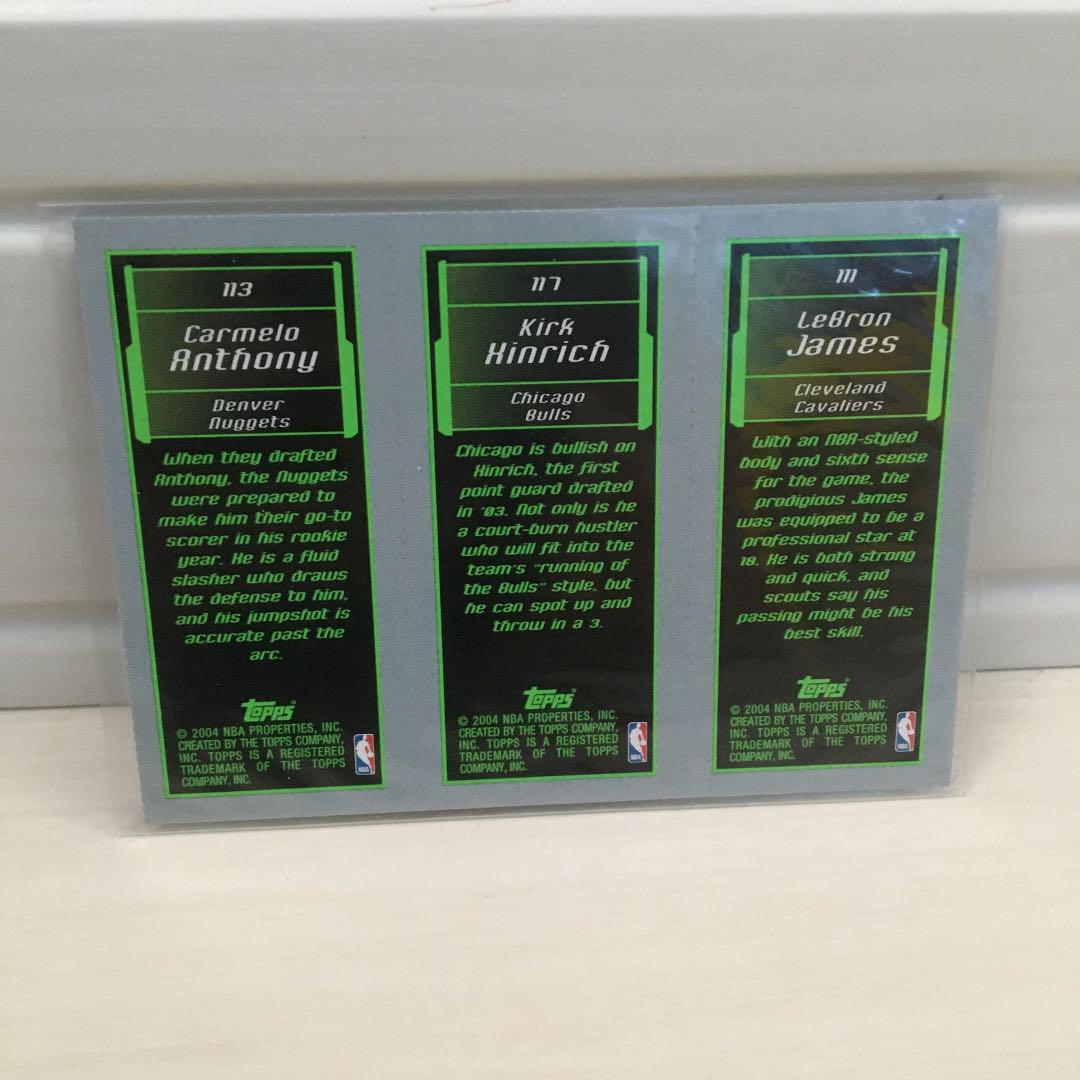 113
Carmelo
Anthony
Denver
Nuggets
When they drafted
Anthony, the Nuggets
were prepared to
make him their go-to
scorer in his rookie
year. He is a fluid
slasher who draws
the defense to him,
and his jumpshot is
accurate past the
arc.
Topps
© 2004 NBA PROPERTIES, INC.
CREATED BY THE TOPPS COMPANY,
INC. TOPPS IS A REGISTERED
TRADEMARK OF THE TOPPS
COMPANY, INC.
NBA
117
Kirk
Hinrich
Chicago
Bulls
Chicago is bullish on
Hinrich, the first
point guard drafted
in '03. Not only is he
a court-burn hustler
who will fit into the
team's "running of
the Bulls" style, but
he can spot up and
throw in a 3.
Topps
© 2004 NBA PROPERTIES, INC.
CREATED BY THE TOPPS COMPANY,
INC. TOPPS IS A REGISTERED
TRADEMARK OF THE TOPPS
COMPANY, INC.
NBA
111
LeBron
James
Cleveland
Cavaliers
With an NBA-styled
body and sixth sense
for the game, the
prodigious James
was equipped to be a
professional star at
18. He is both strong
and quick, and
scouts say his
passing might be his
best skill.
Topps
© 2004 NBA PROPERTIES, INC.
CREATED BY THE TOPPS COMPANY,
INC. TOPPS IS A REGISTERED
TRADEMARK OF THE TOPPS
COMPANY, INC.
NBA